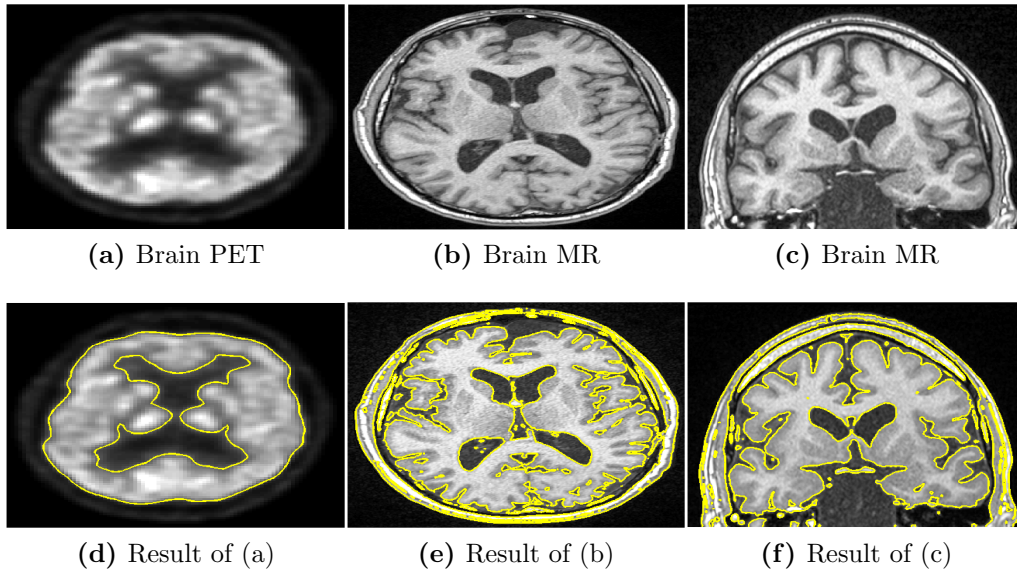 (a) Brain PET
(b) Brain MR
(c) Brain MR
(d) Result of (a)
(e) Result of (b)
(f) Result of (c)